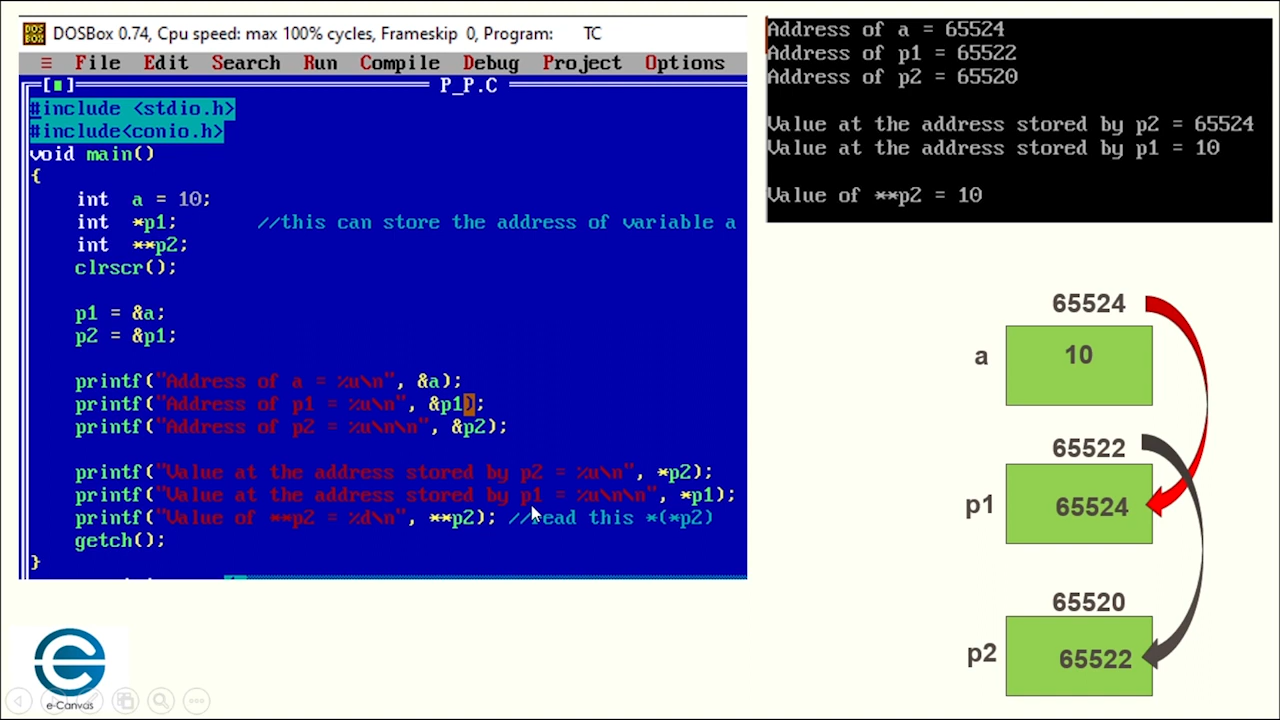 DOSBox 0.74, Cpu speed: max 100% cycles, Frameskip 0, Program: TC
File Edit Search Run Compile Debug Project Options
P_P.C
#include <stdio.h>
#include<conio.h>
void main()
{
int a = 10;
int *p1; //this can store the address of variable a
int **p2;
clrscr();
p1 = &a;
p2 = &p1;
printf("Address of a = %u\n", &a);
printf("Address of p1 = %u\n", &p1);
printf("Address of p2 = %u\n\n", &p2);
printf("Value at the address stored by p2 = %u\n", *p2);
printf("Value at the address stored by p1 = %u\n\n", *p1);
printf("Value of **p2 = %d\n", **p2); //read this *(*p2)
getch();
}
Address of a = 65524
Address of p1 = 65522
Address of p2 = 65520
Value at the address stored by p2 = 65524
Value at the address stored by p1 = 10
Value of **p2 = 10
65524
a 10
65522
p1 65524
65520
p2 65522
e-Canvas